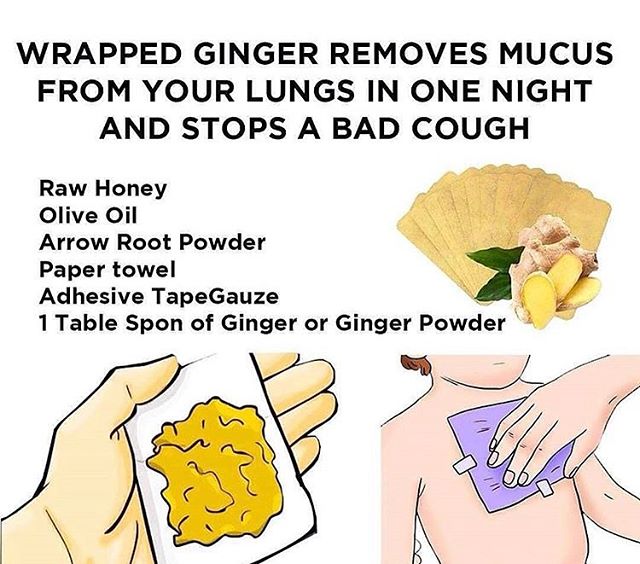 WRAPPED GINGER REMOVES MUCUS
FROM YOUR LUNGS IN ONE NIGHT
AND STOPS A BAD COUGH
Raw Honey
Olive Oil
Arrow Root Powder
Paper towel
Adhesive TapeGauze
1 Table Spon of Ginger or Ginger Powder